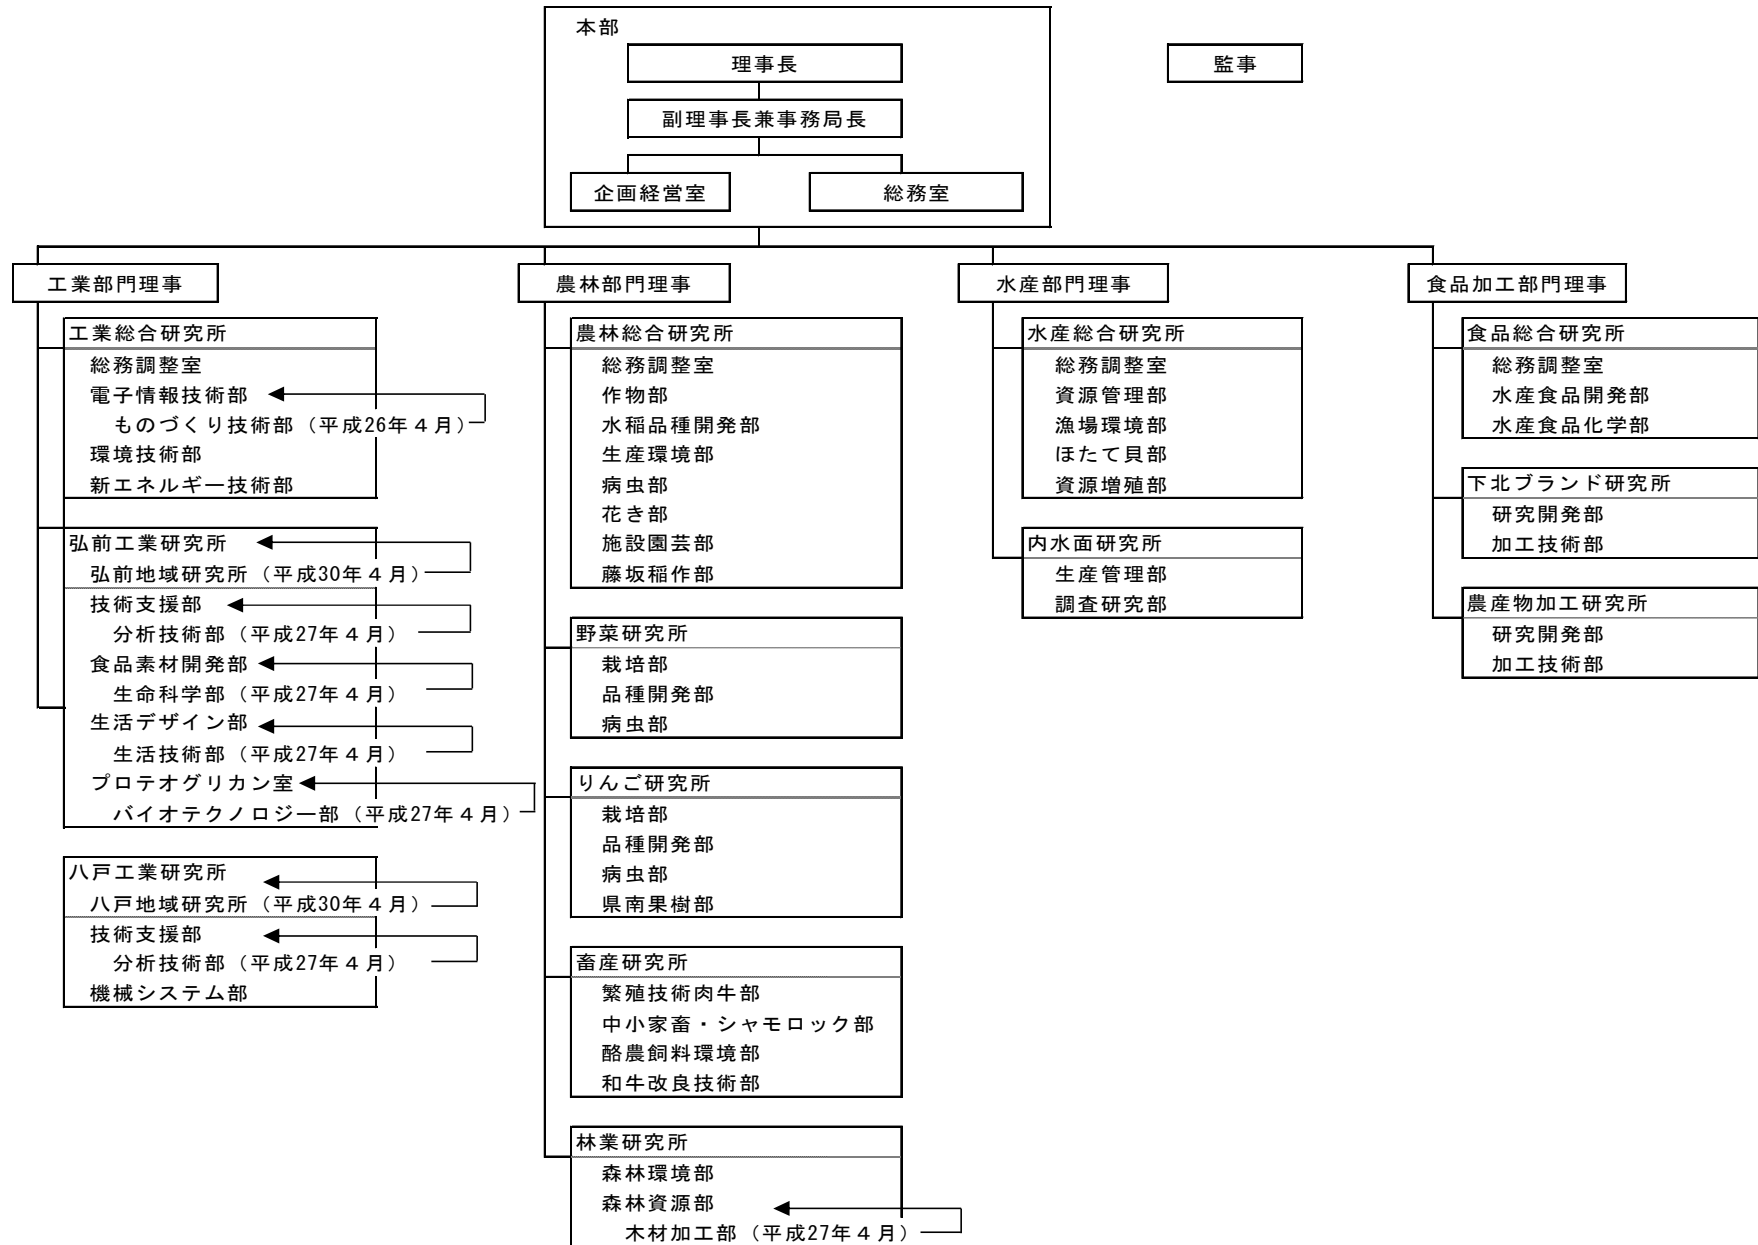 本部
理事長
監事
副理事長兼事務局長
企画経営室
総務室
工業部門理事
工業総合研究所
総務調整室
電子情報技術部
ものづくり技術部（平成26年４月）
環境技術部
新エネルギー技術部
弘前工業研究所
弘前地域研究所（平成30年４月）
技術支援部
分析技術部（平成27年４月）
食品素材開発部
生命科学部（平成27年４月）
生活デザイン部
生活技術部（平成27年４月）
プロテオグリカン室
バイオテクノロジー部（平成27年４月）
八戸工業研究所
八戸地域研究所（平成30年４月）
技術支援部
分析技術部（平成27年４月）
機械システム部
農林部門理事
農林総合研究所
総務調整室
作物部
水稲品種開発部
生産環境部
病虫部
花き部
施設園芸部
藤坂稲作部
野菜研究所
栽培部
品種開発部
病虫部
りんご研究所
栽培部
品種開発部
病虫部
県南果樹部
畜産研究所
繁殖技術肉牛部
中小家畜・シャモロック部
酪農飼料環境部
和牛改良技術部
林業研究所
森林環境部
森林資源部
木材加工部（平成27年４月）
水産部門理事
水産総合研究所
総務調整室
資源管理部
漁場環境部
ほたて貝部
資源増殖部
内水面研究所
生産管理部
調査研究部
食品加工部門理事
食品総合研究所
総務調整室
水産食品開発部
水産食品化学部
下北ブランド研究所
研究開発部
加工技術部
農産物加工研究所
研究開発部
加工技術部